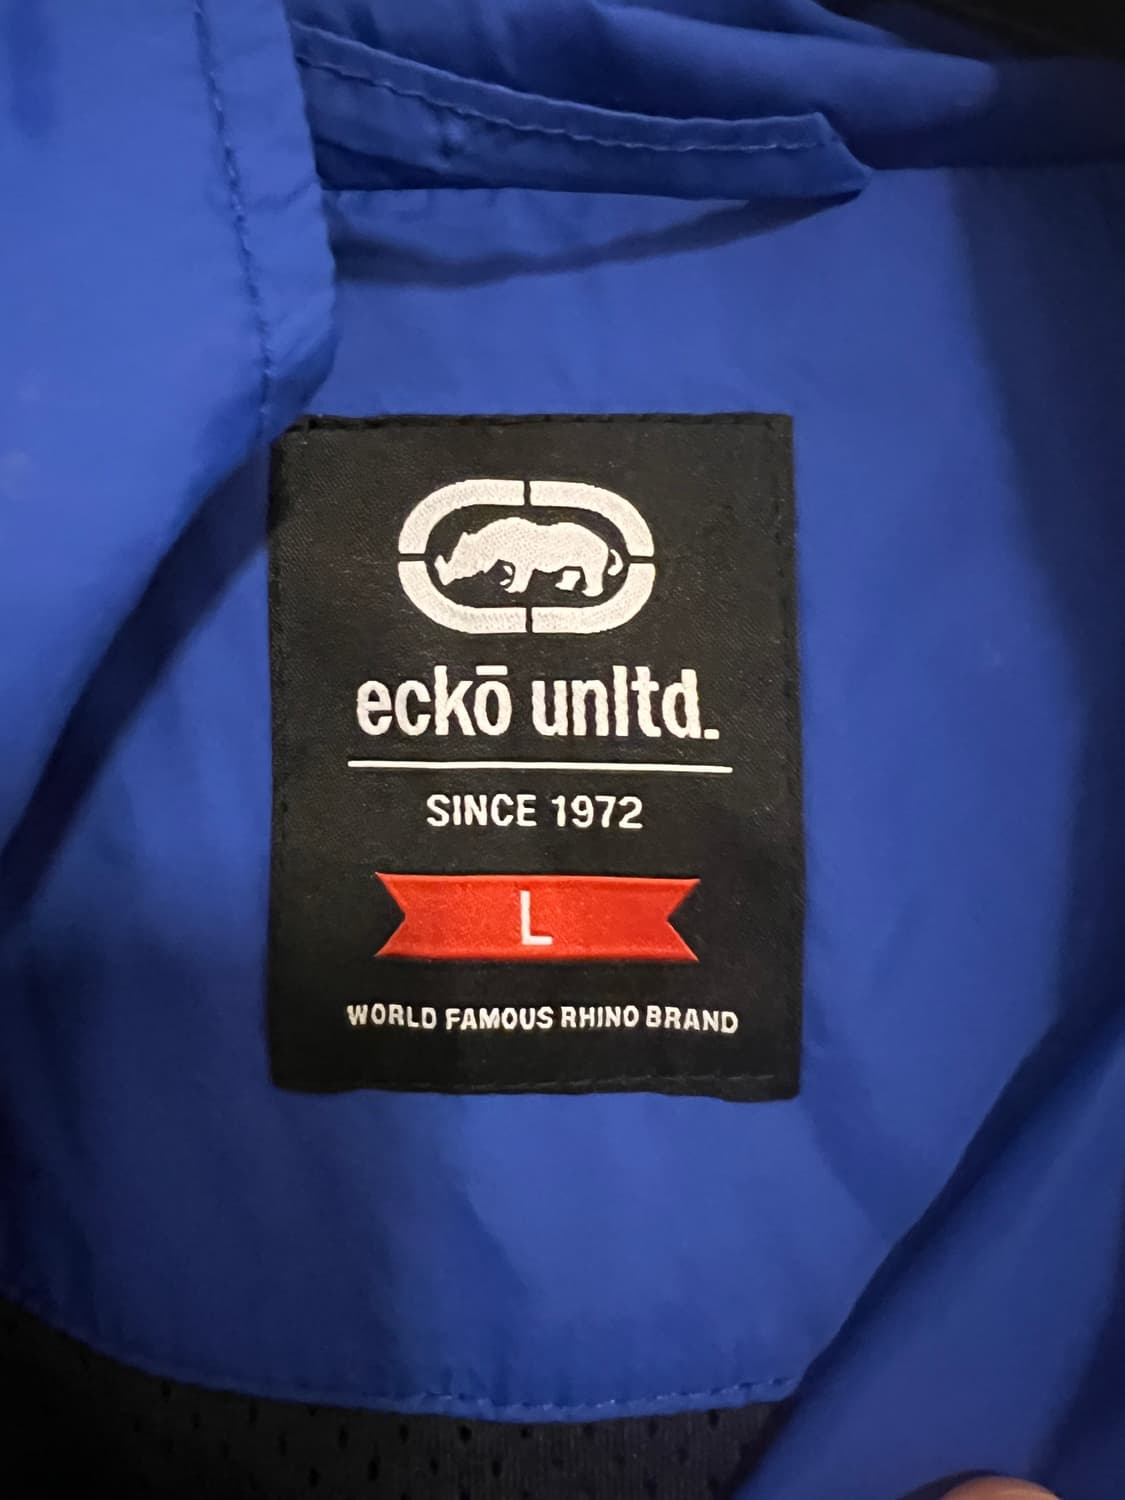 eckō unltd.
SINCE 1972
L
WORLD FAMOUS RHINO BRAND